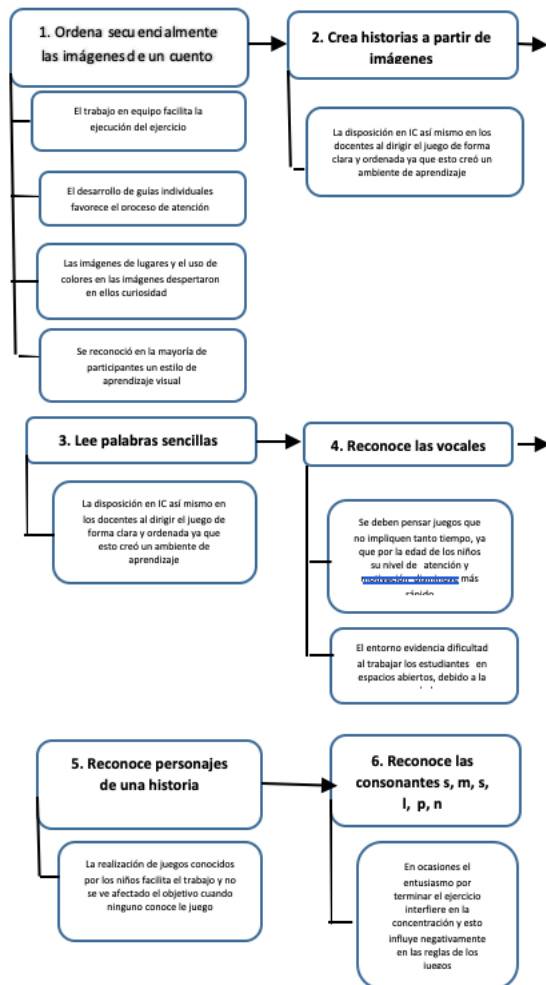 1. Ordena secuencialmente
las imágenes de un cuento
El trabajo en equipo facilita la
ejecución del ejercicio
El desarrollo de guías individuales
favorece el oroceso de atención
Las imágenes de lugares y el uso de
colores en las imágenes despertaron
en ellos curiosidad
Se reconoció en la mayoría de
participantes un estilo de
aprendizaje visual
2. Crea historias a partir de
imágenes
La disposición en IC así mismo en los
docentes al dirigir el juego de forma
clara y ordenada ya que esto creó un
ambiente de aprendizaje
3. Lee palabras sencillas
La disposición en IC así mismo en
los docentes al dirigir el juego de
forma clara y ordenada ya que
esto creó un ambiente de
aprendizaje
4. Reconoce las vocales
Se deben pensar juegos que
no impliquen tanto tiempo, ya
que por la edad de los niños
su nivel de atención y
motivación disminuye más
rápido
El entorno evidencia dificultad
al trabajar los estudiantes en
espacios abiertos, debido a la
5. Reconoce personajes
de una historia
La realización de juegos conocidos
por los niños facilita el trabajo y no
se ve afectado el objetivo cuando
ninguno conoce le juego
6. Reconoce las
consonantes s, m, s,
l, p, n
En ocasiones el
entusiasmo por
terminar el ejercicio
interfiere en la
concentración y esto
influye negativamente
en las reglas de los
juegos